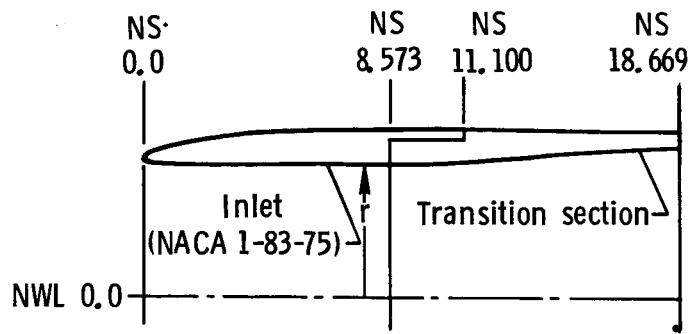 NS· NS NS NS
0.0 8.573 11.100 18.669
r
Inlet Transition section
(NACA 1-83-75)
NWL 0.0